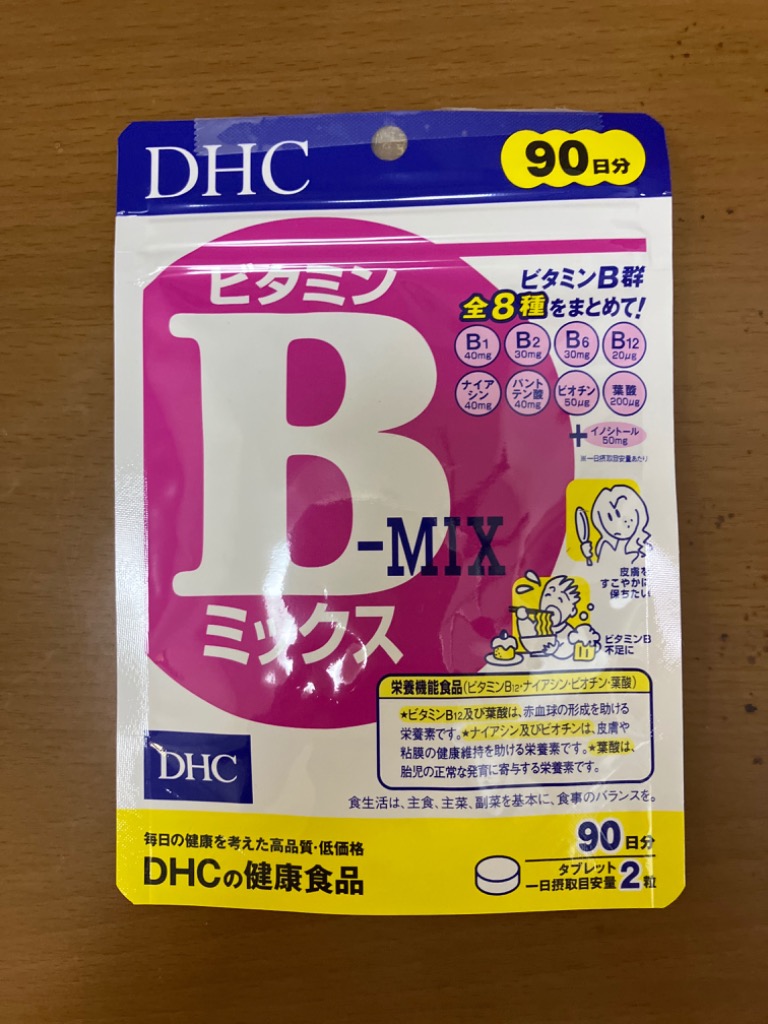 DHC
90日分
ビタミン
B
-MIX
ミックス
ビタミンB群
全8種をまとめて!
B1
40mg
B2
30mg
B6
30mg
B12
20μg
ナイア
シン
40mg
パント
テン酸
40mg
ビオチン
50μg
葉酸
200μg
+イノシトール
50mg
※一日摂取目安量あたり
皮膚を
すこやかに
保ちたい
ビタミンB
不足に
栄養機能食品(ビタミンB12・ナイアシン・ビオチン・葉酸)
★ビタミンB12及び葉酸は、赤血球の形成を助ける
栄養素です。★ナイアシン及びビオチンは、皮膚や
粘膜の健康維持を助ける栄養素です。★葉酸は、
胎児の正常な発育に寄与する栄養素です。
DHC
食生活は、主食、主菜、副菜を基本に、食事のバランスを。
毎日の健康を考えた高品質・低価格
DHCの健康食品
90日分
タブレット
一日摂取目安量2粒